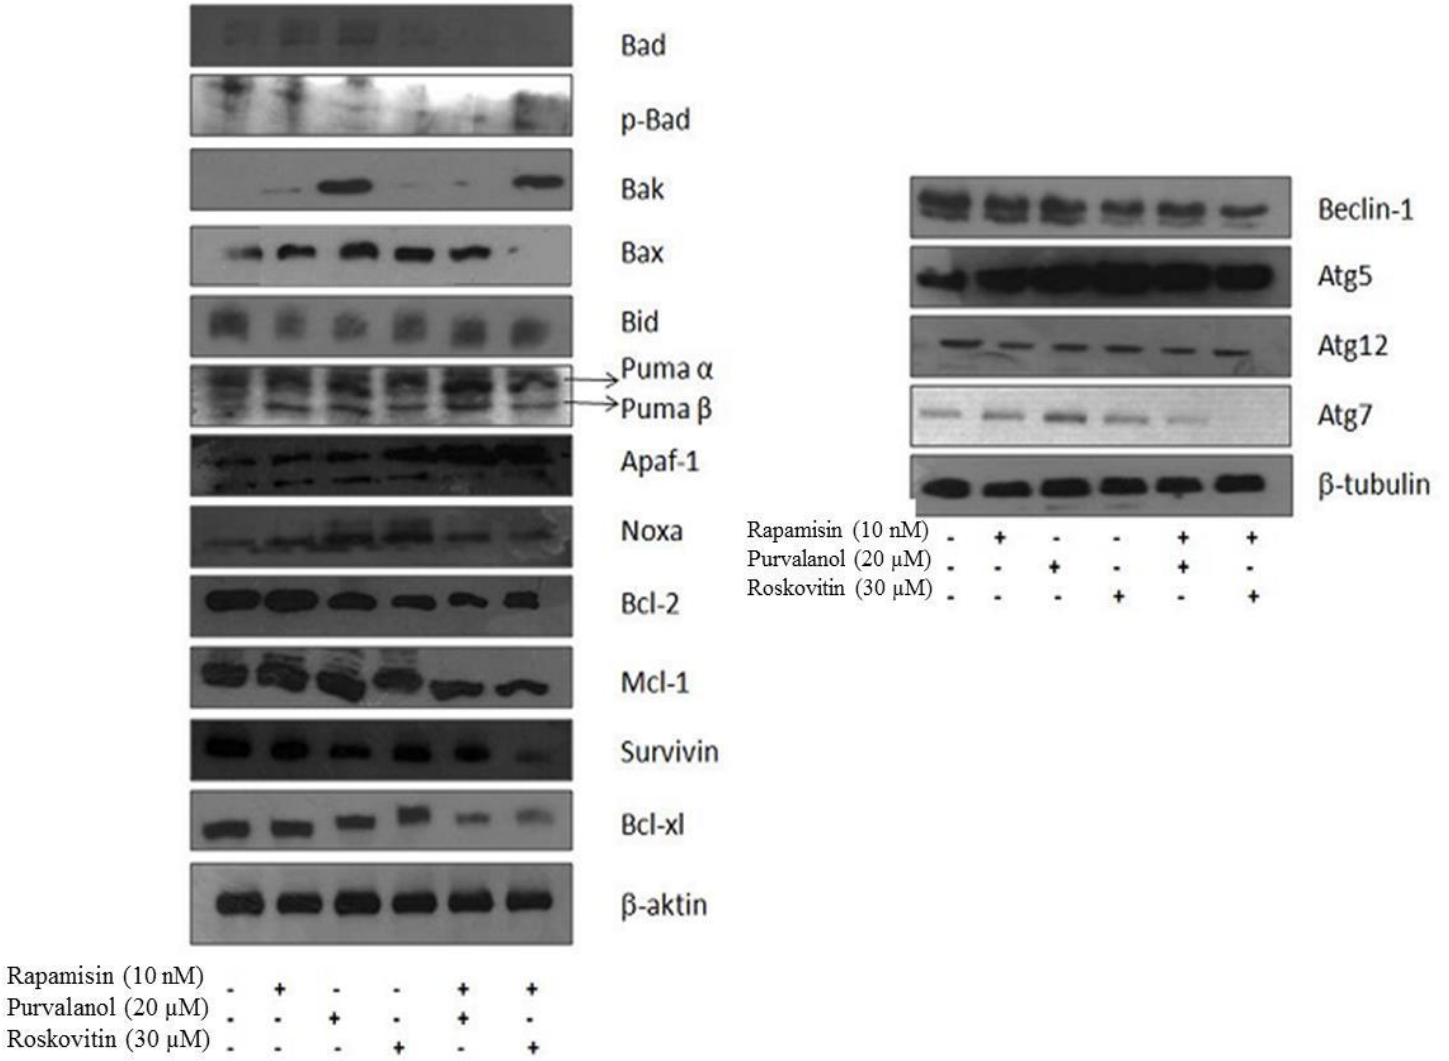 Bad
p-Bad
Bak
Bax
Bid
Puma α
Puma β
Apaf-1
Noxa
Bcl-2
Mcl-1
Survivin
Bcl-xl
β-aktin
Rapamisin (10 nM) - + - - + +
Purvalanol (20 µM) - - + - + -
Roskovitin (30 µM) - - - + - +
Beclin-1
Atg5
Atg12
Atg7
β-tubulin
Rapamisin (10 nM) - + - - + +
Purvalanol (20 µM) - - + - + -
Roskovitin (30 µM) - - - + - +